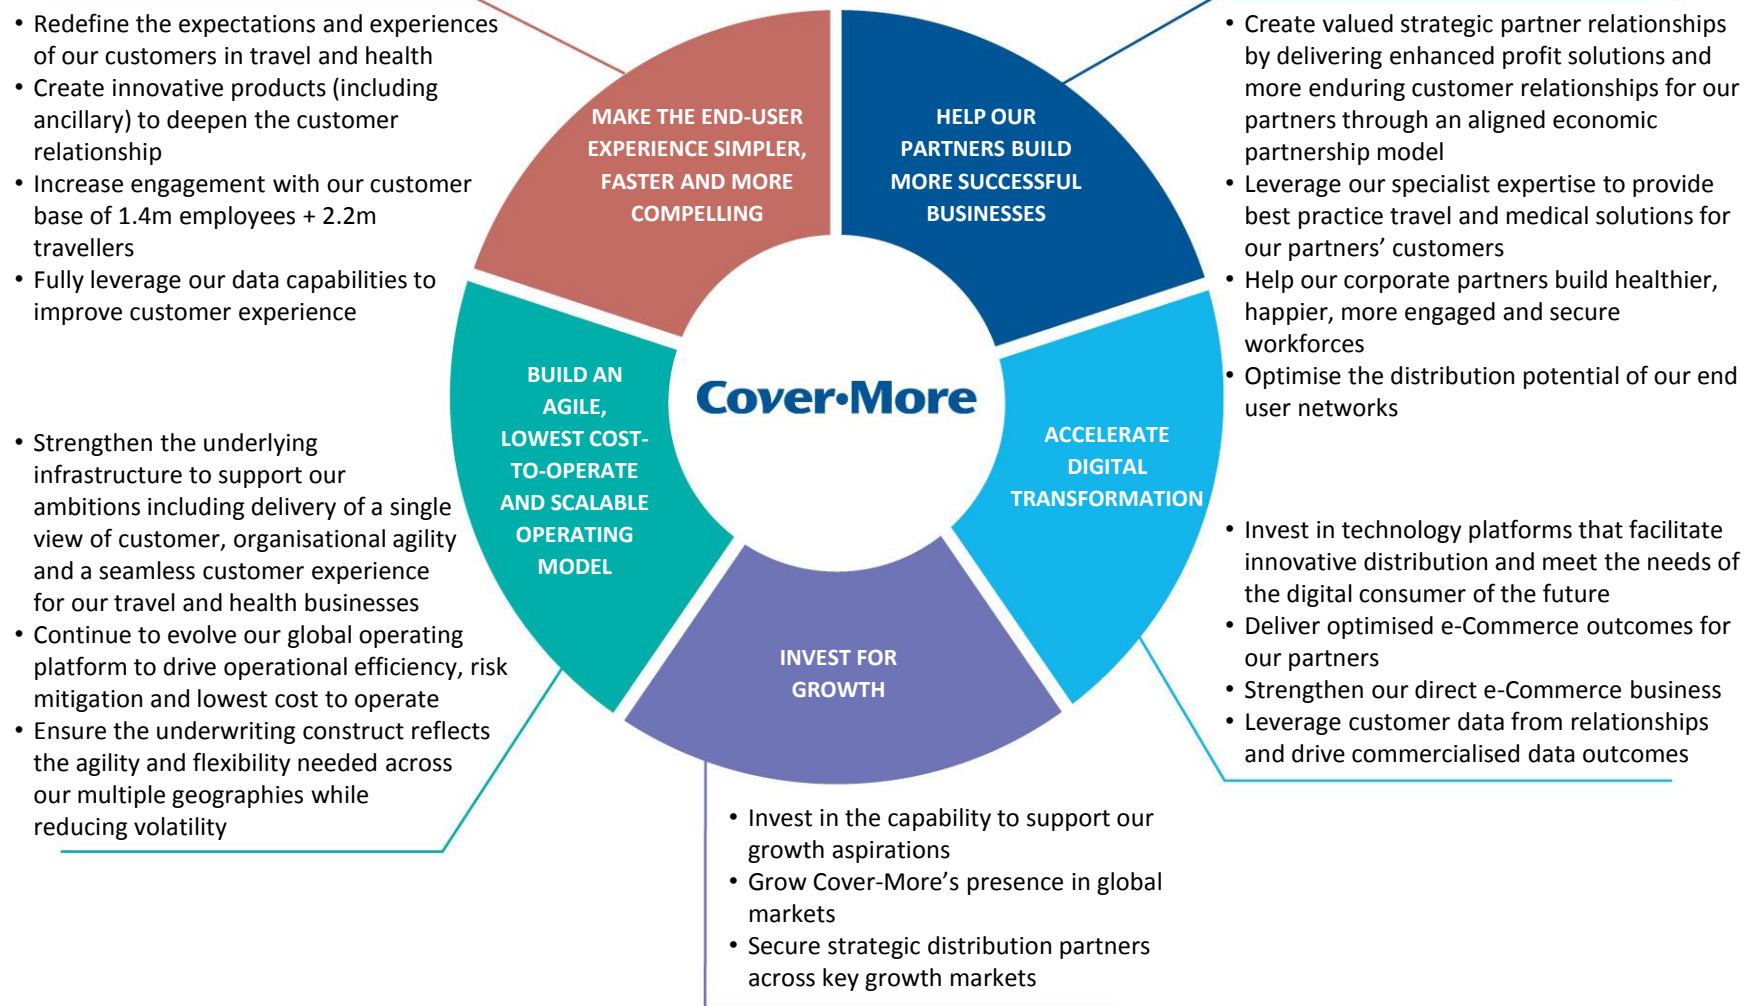 • Redefine the expectations and experiences
of our customers in travel and health
• Create innovative products (including
ancillary) to deepen the customer
relationship
• Increase engagement with our customer
base of 1.4m employees + 2.2m
travellers
• Fully leverage our data capabilities to
improve customer experience
MAKE THE END-USER
EXPERIENCE SIMPLER,
FASTER AND MORE
COMPELLING
HELP OUR
PARTNERS BUILD
MORE SUCCESSFUL
BUSINESSES
• Create valued strategic partner relationships
by delivering enhanced profit solutions and
more enduring customer relationships for our
partners through an aligned economic
partnership model
• Leverage our specialist expertise to provide
best practice travel and medical solutions for
our partners’ customers
• Help our corporate partners build healthier,
happier, more engaged and secure
workforces
• Optimise the distribution potential of our end
user networks
Cover•More
BUILD AN
AGILE,
LOWEST COST-
TO-OPERATE
AND SCALABLE
OPERATING
MODEL
ACCELERATE
DIGITAL
TRANSFORMATION
• Strengthen the underlying
infrastructure to support our
ambitions including delivery of a single
view of customer, organisational agility
and a seamless customer experience
for our travel and health businesses
• Continue to evolve our global operating
platform to drive operational efficiency, risk
mitigation and lowest cost to operate
• Ensure the underwriting construct reflects
the agility and flexibility needed across
our multiple geographies while
reducing volatility
• Invest in technology platforms that facilitate
innovative distribution and meet the needs of
the digital consumer of the future
• Deliver optimised e-Commerce outcomes for
our partners
• Strengthen our direct e-Commerce business
• Leverage customer data from relationships
and drive commercialised data outcomes
INVEST FOR
GROWTH
• Invest in the capability to support our
growth aspirations
• Grow Cover-More’s presence in global
markets
• Secure strategic distribution partners
across key growth markets